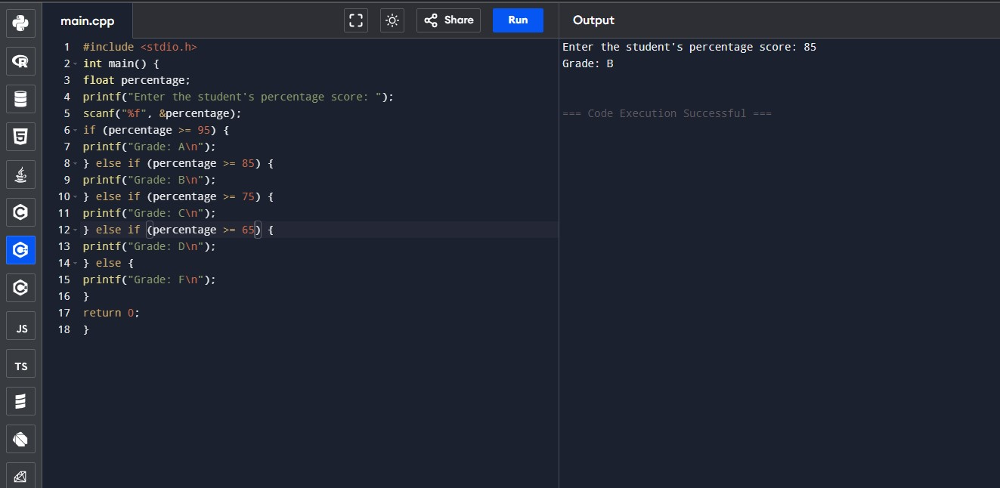 main.cpp
Share
Run
Output
1 #include <stdio.h>
2 int main() {
3 float percentage;
4 printf("Enter the student's percentage score: ");
5 scanf("%f", &percentage);
6 if (percentage >= 95) {
7 printf("Grade: A\n");
8 } else if (percentage >= 85) {
9 printf("Grade: B\n");
10 } else if (percentage >= 75) {
11 printf("Grade: C\n");
12 } else if (percentage >= 65) {
13 printf("Grade: D\n");
14 } else {
15 printf("Grade: F\n");
16 }
17 return 0;
18 }
Enter the student's percentage score: 85
Grade: B
=== Code Execution Successful ===
R
5
C
C
C
JS
TS